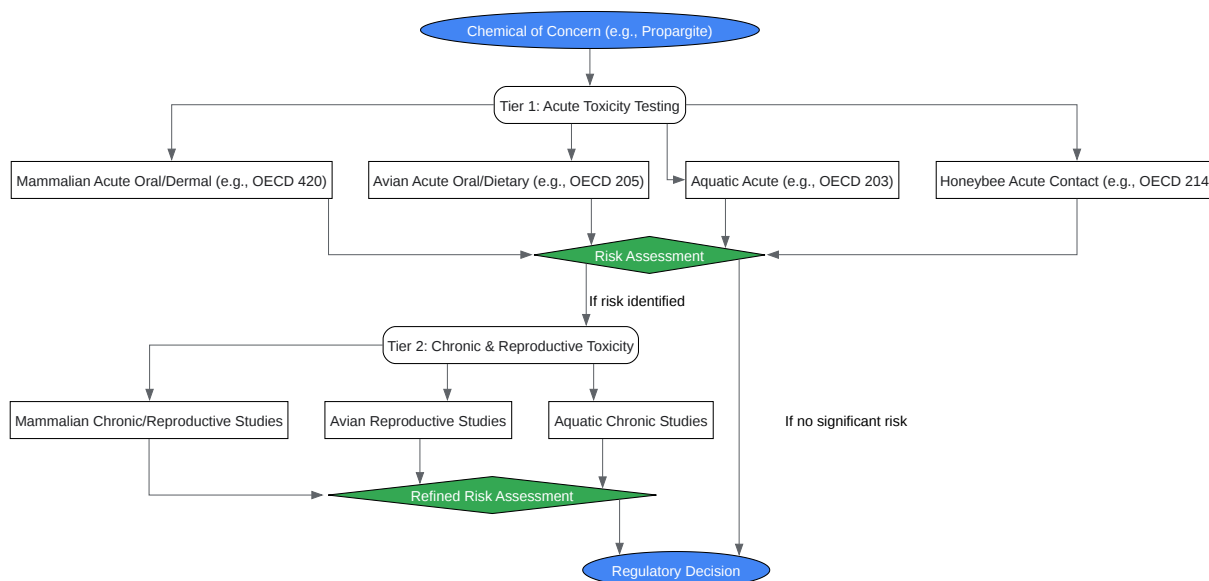 Chemical of Concern (e.g., Propargite)
Tier 1: Acute Toxicity Testing
Mammalian Acute Oral/Dermal (e.g., OECD 420)
Avian Acute Oral/Dietary (e.g., OECD 205)
Aquatic Acute (e.g., OECD 203)
Honeybee Acute Contact (e.g., OECD 214
Risk Assessment
If risk identified
Tier 2: Chronic & Reproductive Toxicity
Mammalian Chronic/Reproductive Studies
Avian Reproductive Studies
Aquatic Chronic Studies
If no significant risk
Refined Risk Assessment
Regulatory Decision